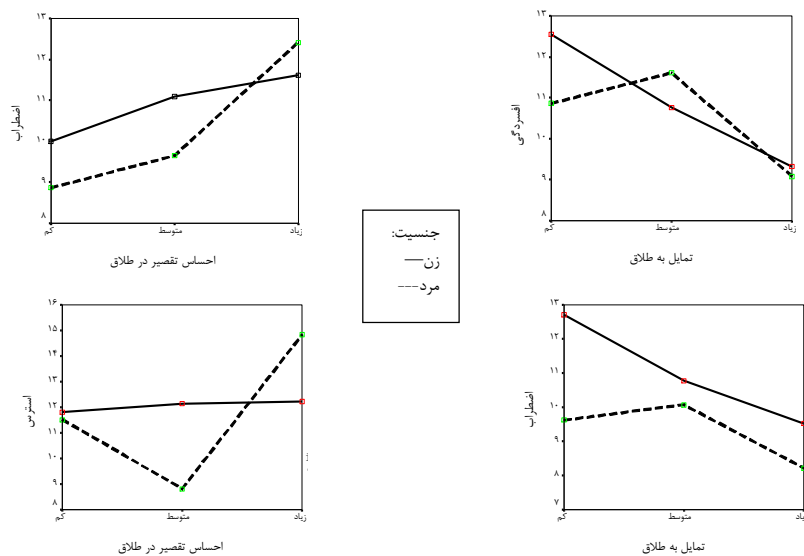 ۱۳
۱۲
۱۱
۱۰
۹
۸
اضطراب
کم
متوسط
زیاد
احساس تقصیر در طلاق
۱۳
۱۲
۱۱
۱۰
۹
۸
افسردگی
کم
متوسط
زیاد
تمایل به طلاق
جنسیت:
زن—
مرد---
۱۶
۱۵
۱۴
۱۳
۱۲
۱۱
۱۰
۹
۸
استرس
کم
متوسط
زیاد
احساس تقصیر در طلاق
۱۳
۱۲
۱۱
۱۰
۹
۸
۷
اضطراب
کم
متوسط
زیاد
تمایل به طلاق